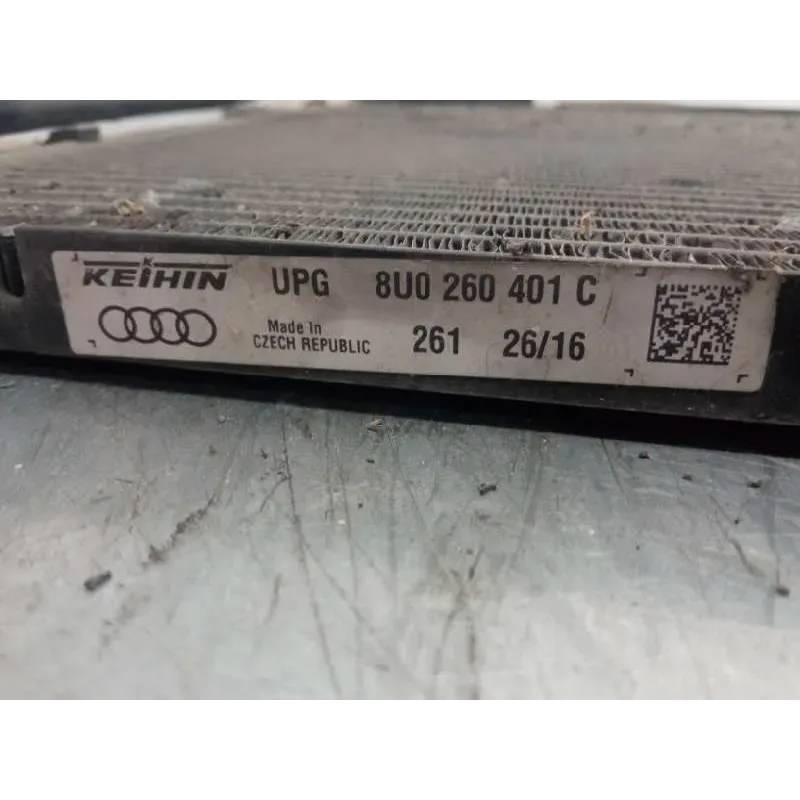 KEIHIN UPG 8U0 260 401 C
Made In
CZECH REPUBLIC 261 26/16